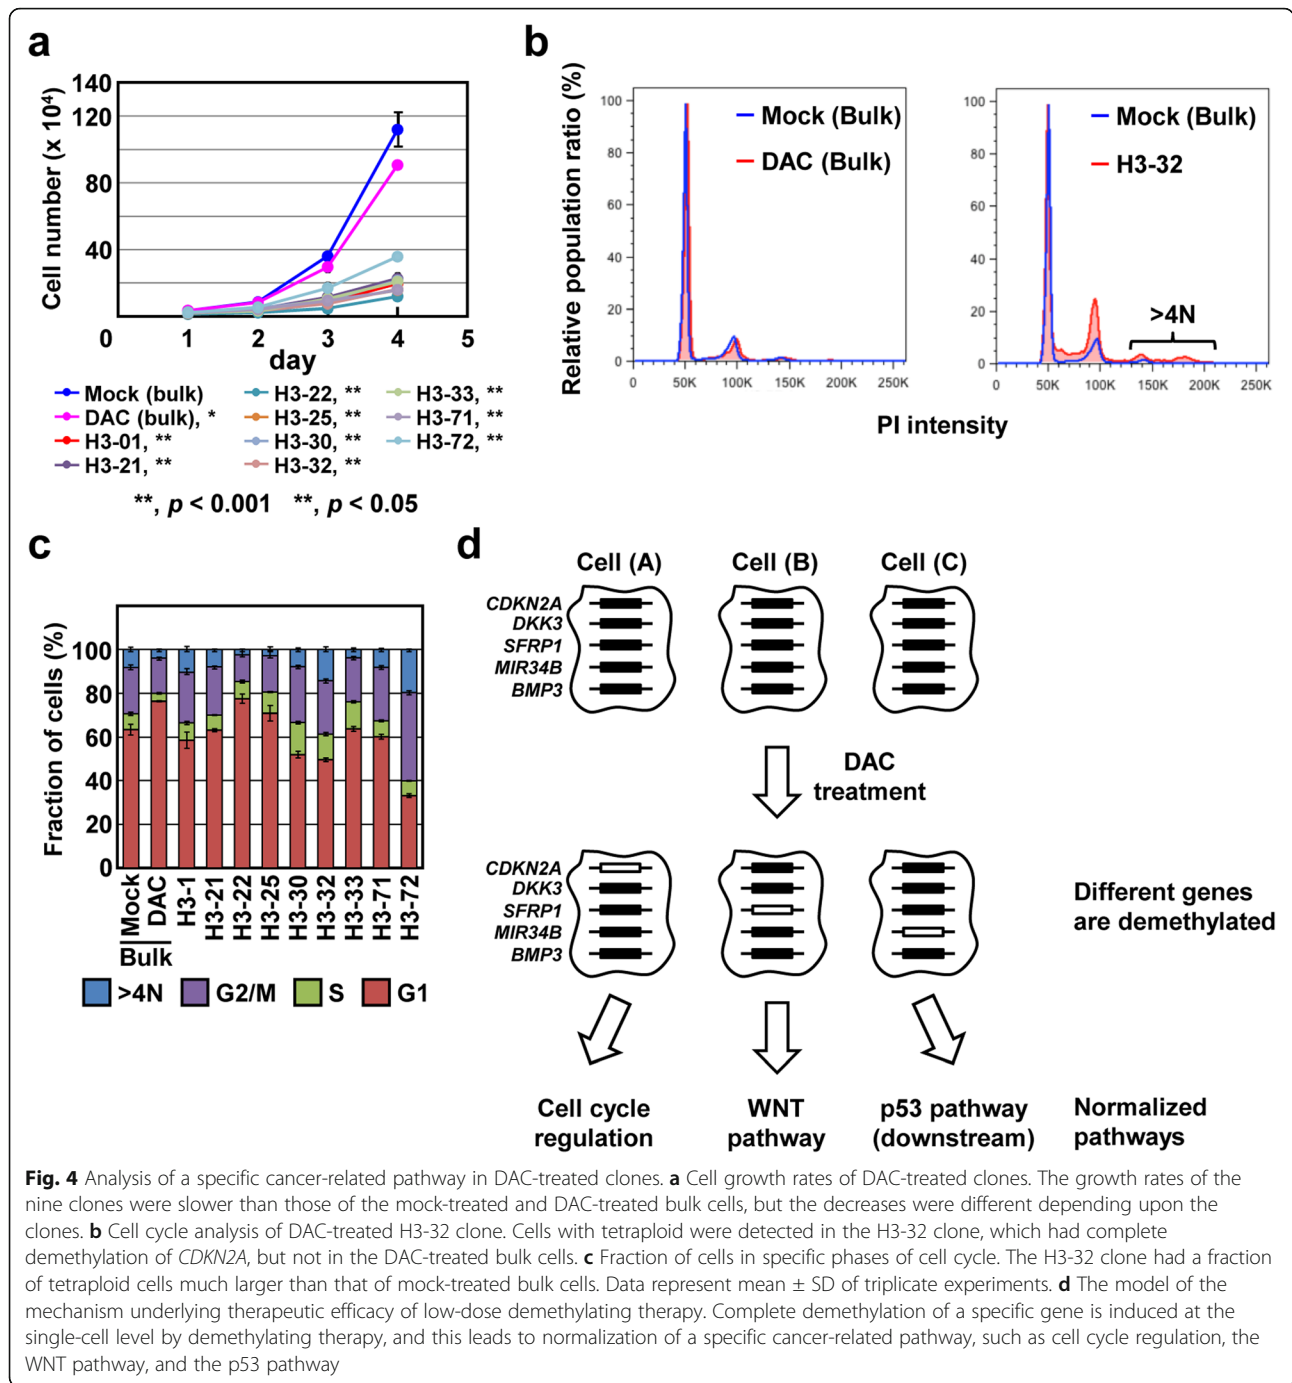 a
Cell number (x 10⁴)
140
120
80
40
0
1
2
3
4
5
day
Mock (bulk)
DAC (bulk), *
H3-01, **
H3-21, **
H3-22, **
H3-25, **
H3-30, **
H3-32, **
H3-33, **
H3-71, **
H3-72, **
**, p < 0.001 **, p < 0.05
b
Relative population ratio (%)
100
80
60
40
20
0
0 50K 100K 150K 200K 250K
Mock (Bulk)
DAC (Bulk)
100
80
60
40
20
0
0 50K 100K 150K 200K 250K
Mock (Bulk)
H3-32
>4N
PI intensity
c
Fraction of cells (%)
100
80
60
40
20
0
Mock
DAC
H3-1
H3-21
H3-22
H3-25
H3-30
H3-32
H3-33
H3-71
H3-72
Bulk
>4N G2/M S G1
d
Cell (A) Cell (B) Cell (C)
CDKN2A
DKK3
SFRP1
MIR34B
BMP3
DAC
treatment
CDKN2A
DKK3
SFRP1
MIR34B
BMP3
Different genes
are demethylated
Cell cycle
regulation
WNT
pathway
p53 pathway
(downstream)
Normalized
pathways
Fig. 4 Analysis of a specific cancer-related pathway in DAC-treated clones. a Cell growth rates of DAC-treated clones. The growth rates of the
nine clones were slower than those of the mock-treated and DAC-treated bulk cells, but the decreases were different depending upon the
clones. b Cell cycle analysis of DAC-treated H3-32 clone. Cells with tetraploid were detected in the H3-32 clone, which had complete
demethylation of CDKN2A, but not in the DAC-treated bulk cells. c Fraction of cells in specific phases of cell cycle. The H3-32 clone had a fraction
of tetraploid cells much larger than that of mock-treated bulk cells. Data represent mean ± SD of triplicate experiments. d The model of the
mechanism underlying therapeutic efficacy of low-dose demethylating therapy. Complete demethylation of a specific gene is induced at the
single-cell level by demethylating therapy, and this leads to normalization of a specific cancer-related pathway, such as cell cycle regulation, the
WNT pathway, and the p53 pathway